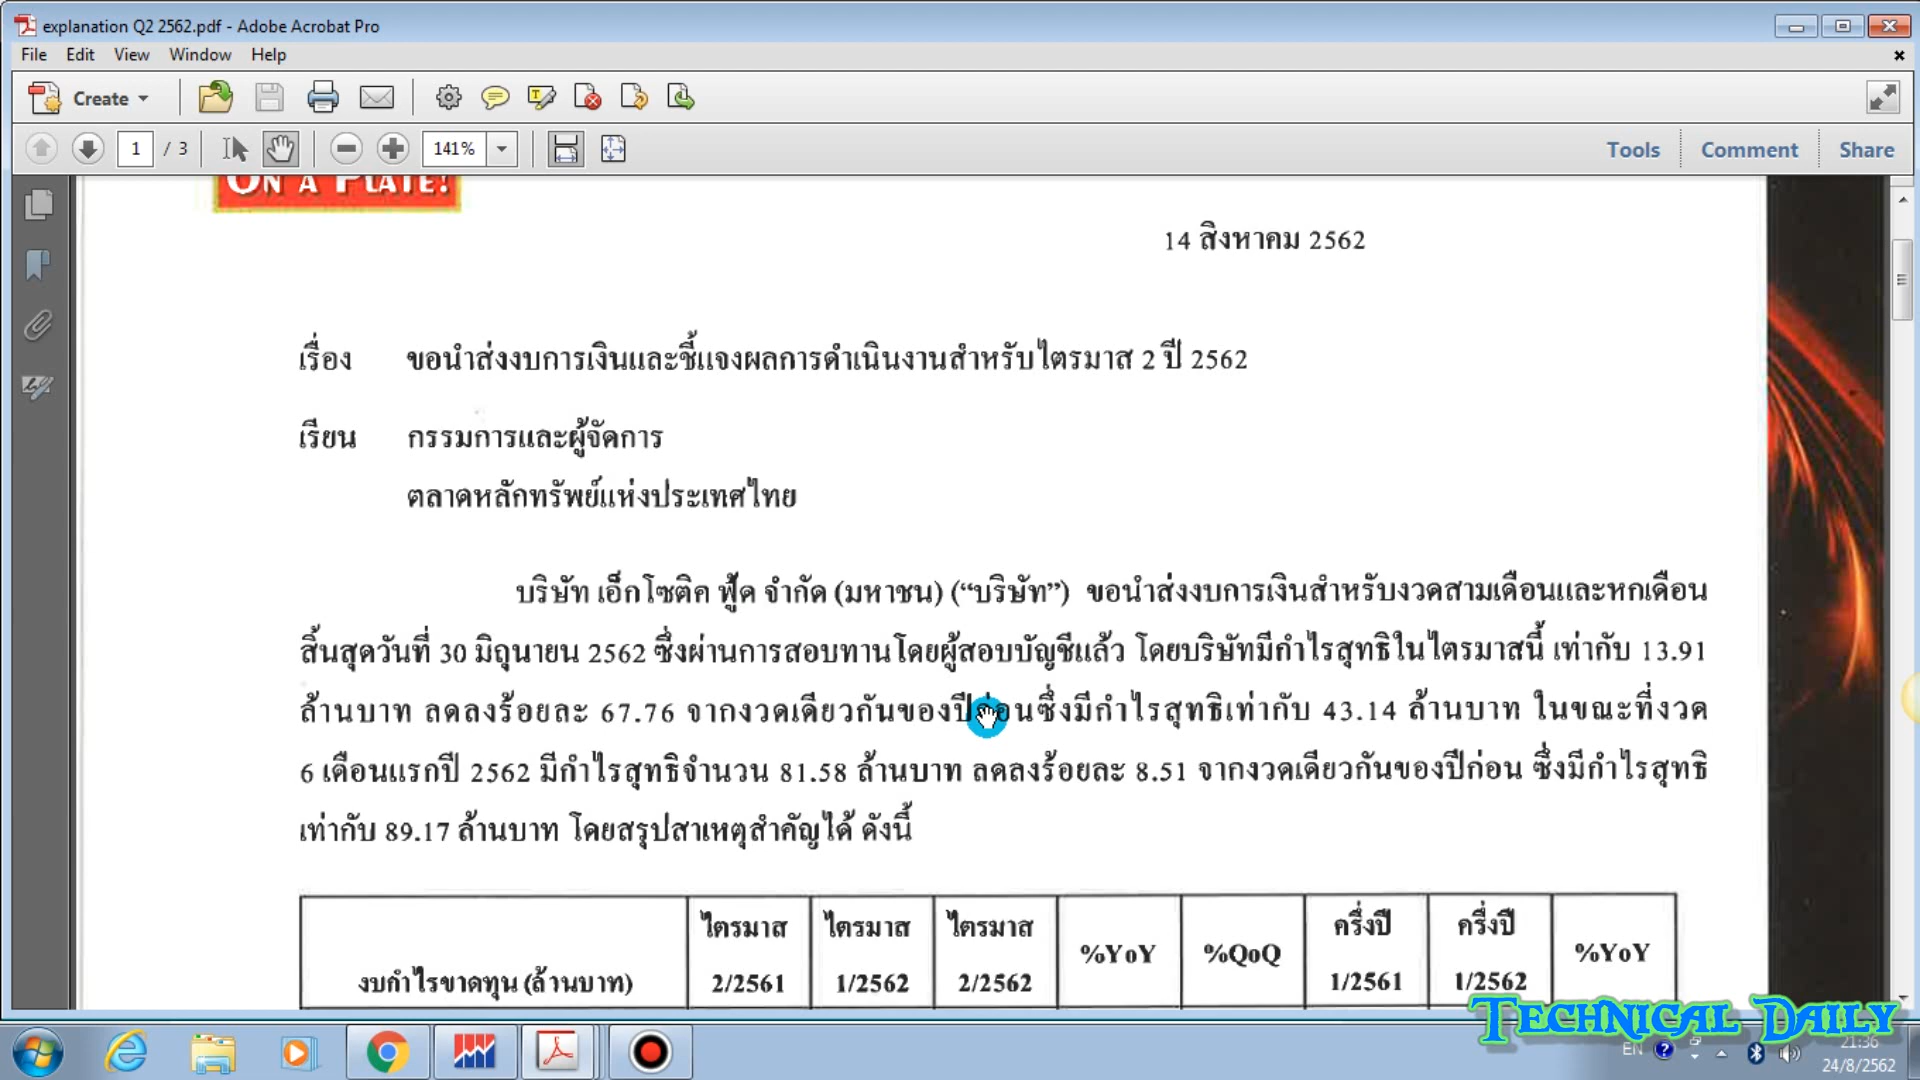 explanation Q2 2562.pdf - Adobe Acrobat Pro
File Edit View Window Help
Create
1 / 3 141% Tools Comment Share
ON A PLATE!
14 สิงหาคม 2562
เรื่อง ขอนำส่งงบการเงินและชี้แจงผลการดำเนินงานสำหรับไตรมาส 2 ปี 2562
เรียน กรรมการและผู้จัดการ
ตลาดหลักทรัพย์แห่งประเทศไทย
บริษัท เอ็กโซติค ฟู้ด จำกัด (มหาชน) (“บริษัท”) ขอนำส่งงบการเงินสำหรับงวดสามเดือนและหกเดือน
สิ้นสุดวันที่ 30 มิถุนายน 2562 ซึ่งผ่านการสอบทานโดยผู้สอบบัญชีแล้ว โดยบริษัทมีกำไรสุทธิในไตรมาสนี้ เท่ากับ 13.91
ล้านบาท ลดลงร้อยละ 67.76 จากงวดเดียวกันของปีก่อนซึ่งมีกำไรสุทธิเท่ากับ 43.14 ล้านบาท ในขณะที่งวด
6 เดือนแรกปี 2562 มีกำไรสุทธิจำนวน 81.58 ล้านบาท ลดลงร้อยละ 8.51 จากงวดเดียวกันของปีก่อน ซึ่งมีกำไรสุทธิ
เท่ากับ 89.17 ล้านบาท โดยสรุปสาเหตุสำคัญได้ ดังนี้
งบกำไรขาดทุน (ล้านบาท) ไตรมาส 2/2561 ไตรมาส 1/2562 ไตรมาส 2/2562 %YoY %QoQ ครึ่งปี 1/2561 ครึ่งปี 1/2562 %YoY
TECHNICAL DAILY
EN 21:36
24/8/2562